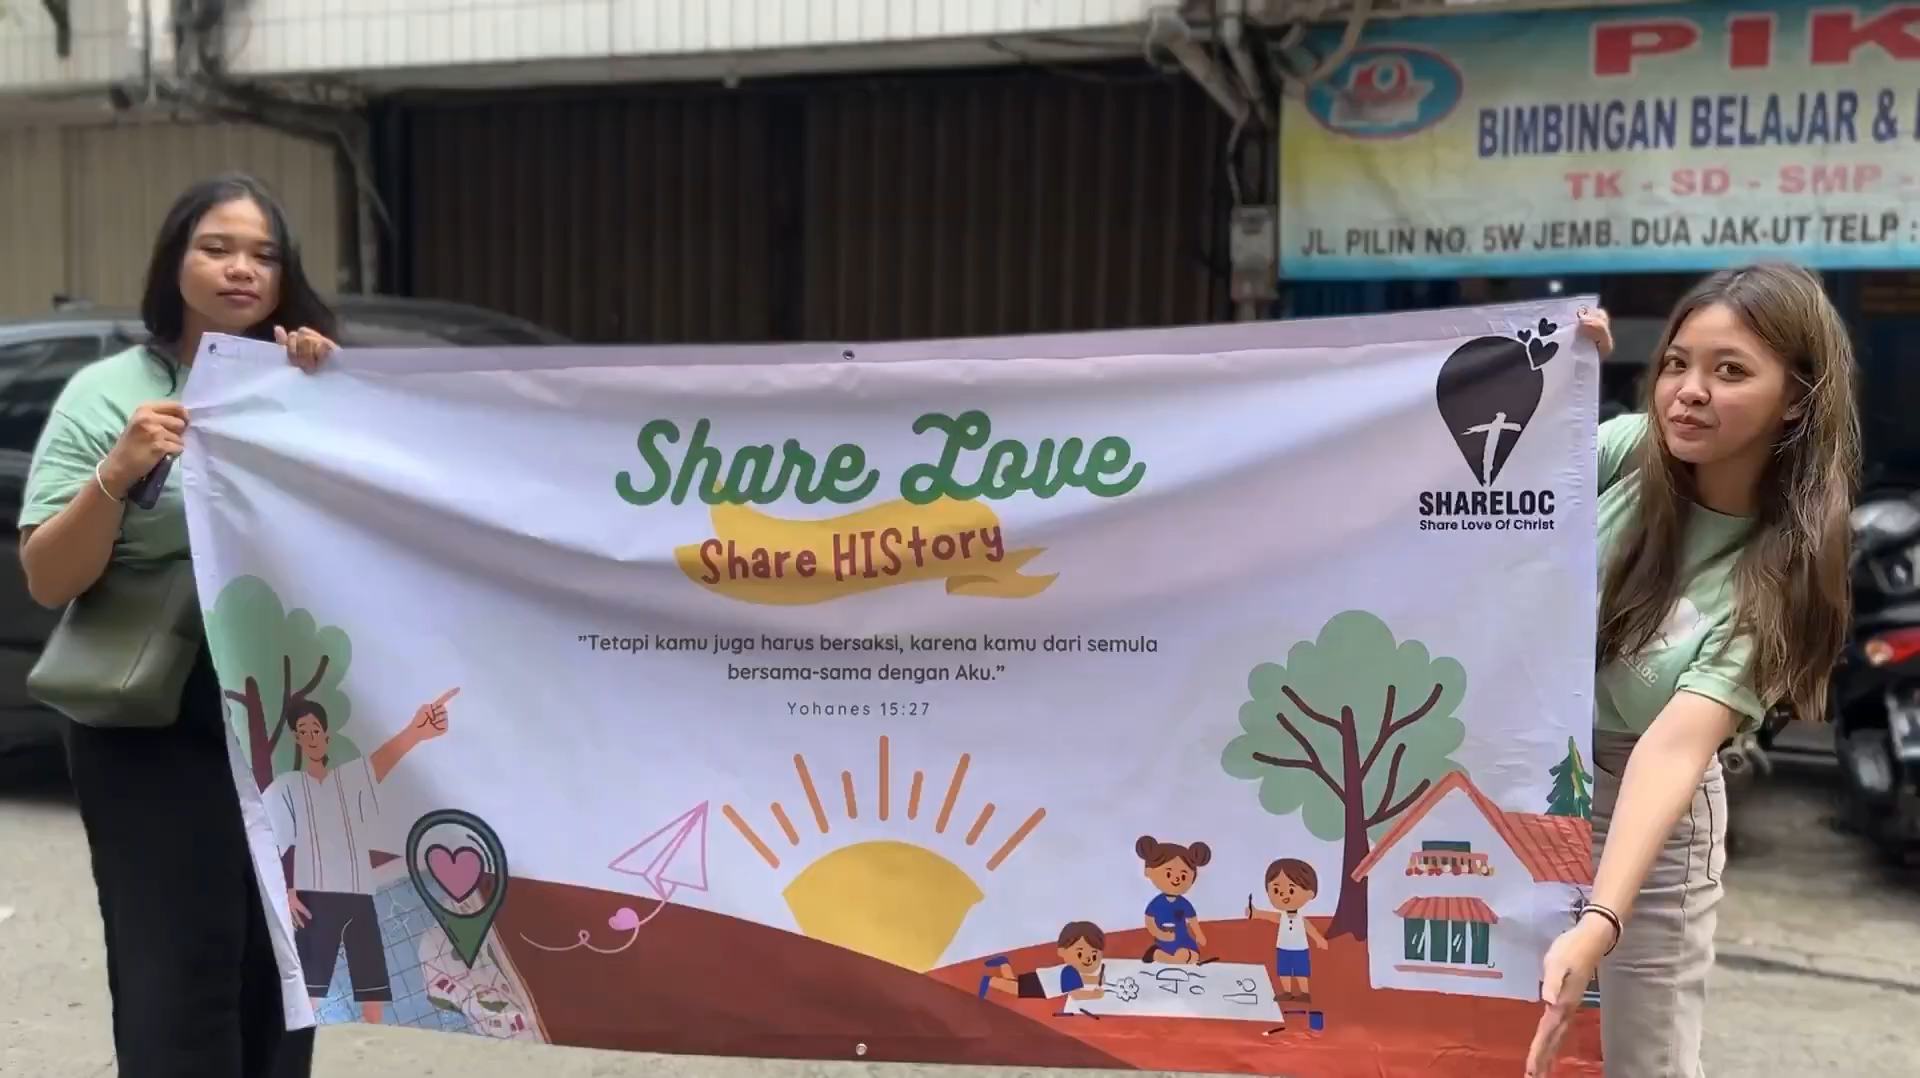 PIK
BIMBINGAN BELAJAR &
TK - SD - SMP -
JL. PILIN NO. 5W JEMB. DUA JAK-UT TELP :
Share Love
Share HIStory
"Tetapi kamu juga harus bersaksi, karena kamu dari semula
bersama-sama dengan Aku."
Yohanes 15:27
SHARELOC
Share Love Of Christ